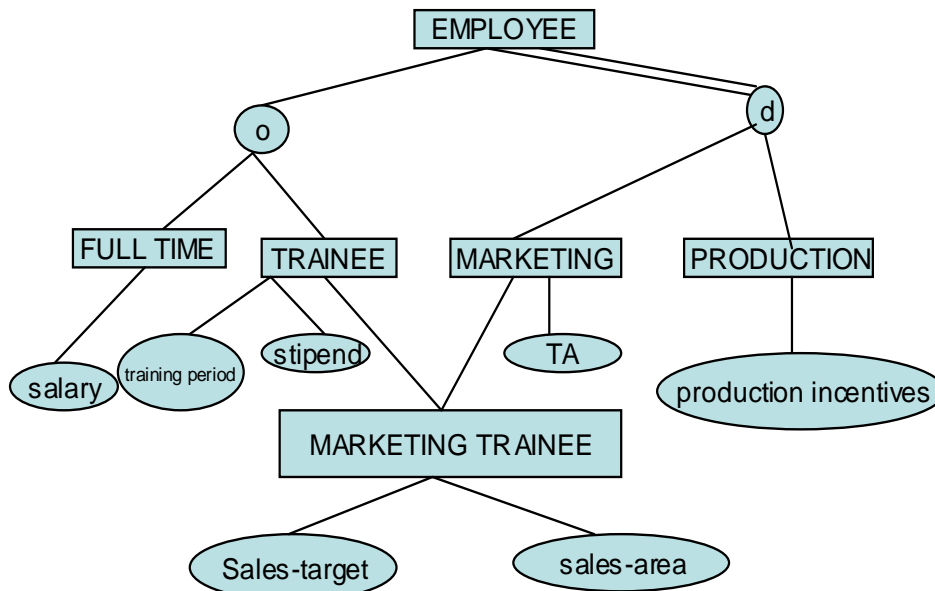 EMPLOYEE
o
d
FULL TIME
TRAINEE
MARKETING
PRODUCTION
salary
training period
stipend
TA
production incentives
MARKETING TRAINEE
Sales-target
sales-area